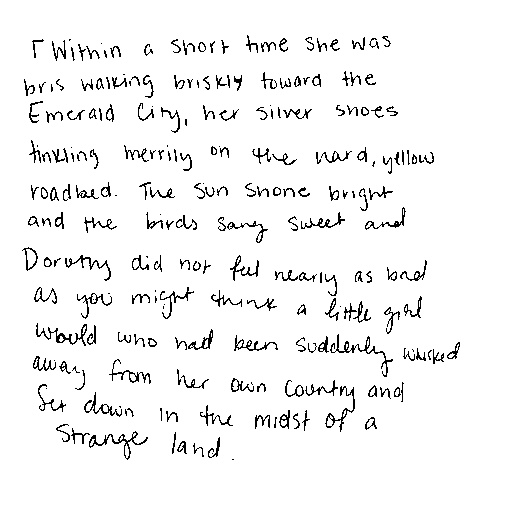 Within a short time she was
bris walking briskly toward the
Emerald City, her silver shoes
tinkling merrily on the hard, yellow
roadbed. The sun shone bright
and the birds sang sweet and
Dorothy did not feel nearly as bad
as you might think a little girl
would who had been suddenly whisked
away from her own country and
set down in the midst of a
strange land.